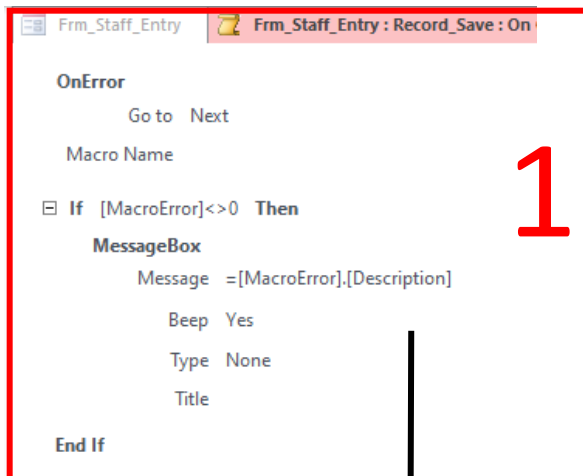 Frm_Staff_Entry Frm_Staff_Entry : Record_Save : On
OnError
Go to Next
Macro Name
1
If [MacroError]<>0 Then
MessageBox
Message =[MacroError].[Description]
Beep Yes
Type None
Title
End If